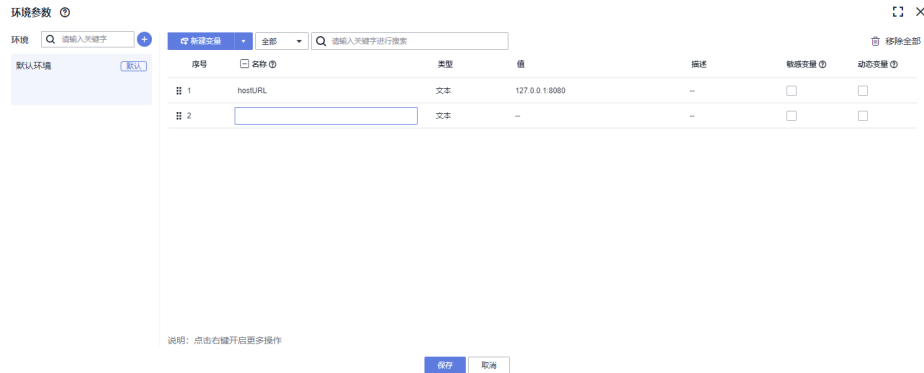 环境参数
环境 请输入关键字
默认环境 默认
新建变量 全部 请输入关键字进行搜索 移除全部
序号 名称 类型 值 描述 敏感变量 动态变量
1 hostURL 文本 127.0.0.1:8080 --
2 文本 -- --
说明：点击右键开启更多操作
保存 取消